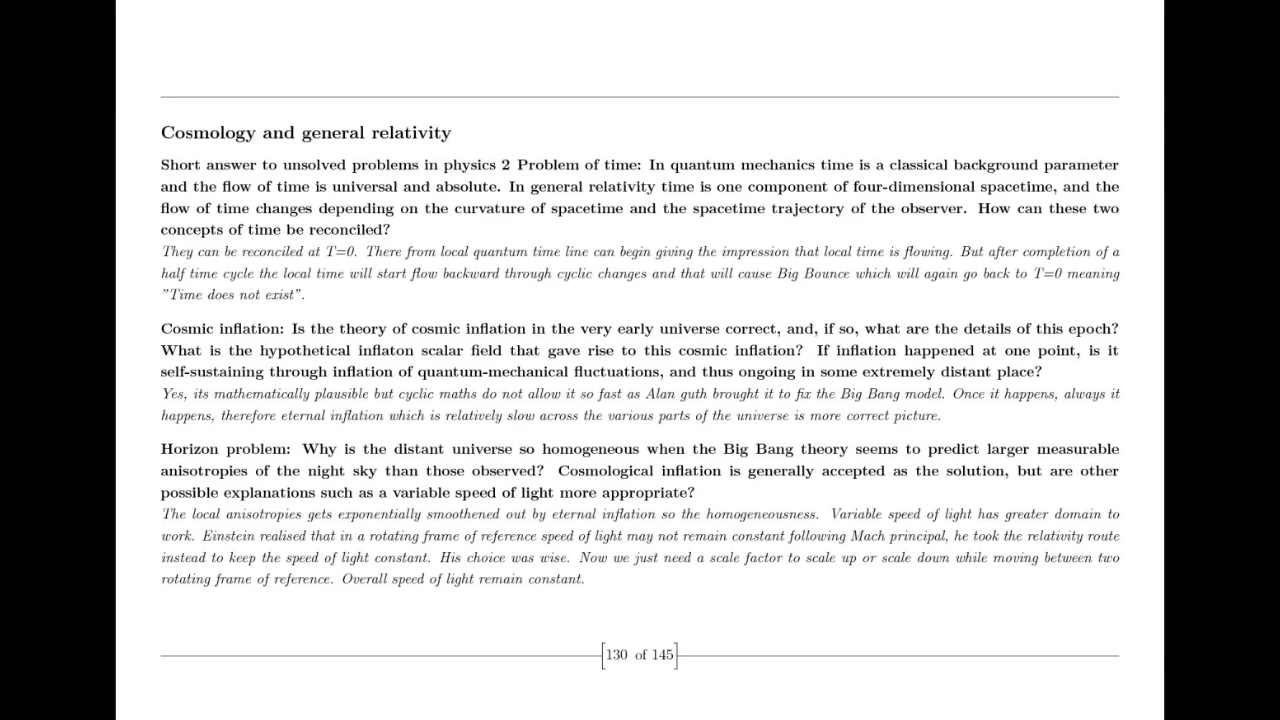 Cosmology and general relativity
Short answer to unsolved problems in physics 2 Problem of time: In quantum mechanics time is a classical background parameter
and the flow of time is universal and absolute. In general relativity time is one component of four-dimensional spacetime, and the
flow of time changes depending on the curvature of spacetime and the spacetime trajectory of the observer. How can these two
concepts of time be reconciled?
They can be reconciled at T=0. There from local quantum time line can begin giving the impression that local time is flowing. But after completion of a
half time cycle the local time will start flow backward through cyclic changes and that will cause Big Bounce which will again go back to T=0 meaning
"Time does not exist".
Cosmic inflation: Is the theory of cosmic inflation in the very early universe correct, and, if so, what are the details of this epoch?
What is the hypothetical inflaton scalar field that gave rise to this cosmic inflation? If inflation happened at one point, is it
self-sustaining through inflation of quantum-mechanical fluctuations, and thus ongoing in some extremely distant place?
Yes, its mathematically plausible but cyclic maths do not allow it so fast as Alan guth brought it to fix the Big Bang model. Once it happens, always it
happens, therefore eternal inflation which is relatively slow across the various parts of the universe is more correct picture.
Horizon problem: Why is the distant universe so homogeneous when the Big Bang theory seems to predict larger measurable
anisotropies of the night sky than those observed? Cosmological inflation is generally accepted as the solution, but are other
possible explanations such as a variable speed of light more appropriate?
The local anisotropies gets exponentially smoothened out by eternal inflation so the homogeneousness. Variable speed of light has greater domain to
work. Einstein realised that in a rotating frame of reference speed of light may not remain constant following Mach principal, he took the relativity route
instead to keep the speed of light constant. His choice was wise. Now we just need a scale factor to scale up or scale down while moving between two
rotating frame of reference. Overall speed of light remain constant.
130 of 145